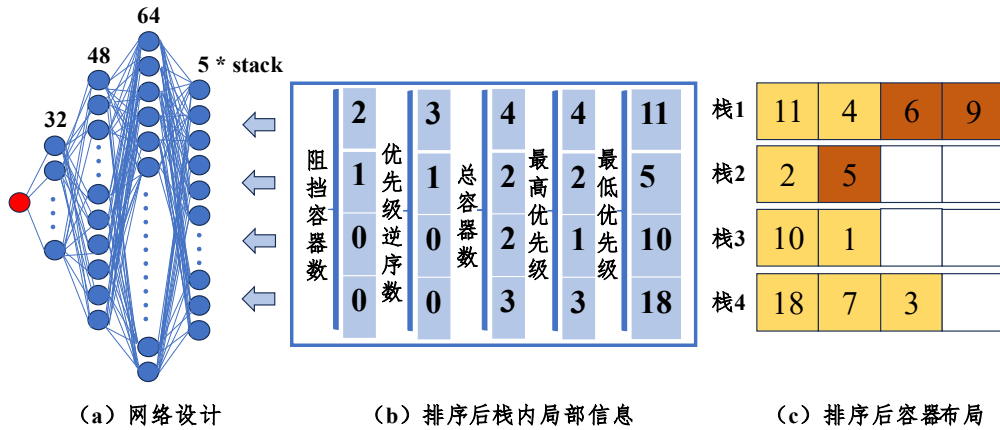 64
48
32
5 * stack
阻挡容器数
2
1
0
0
优先级逆序数
3
1
0
0
总容器数
4
2
2
3
最高优先级
4
2
1
3
最低优先级
11
5
10
18
栈1 11 4 6 9
栈2 2 5
栈3 10 1
栈4 18 7 3
（a）网络设计
（b）排序后栈内局部信息
（c）排序后容器布局